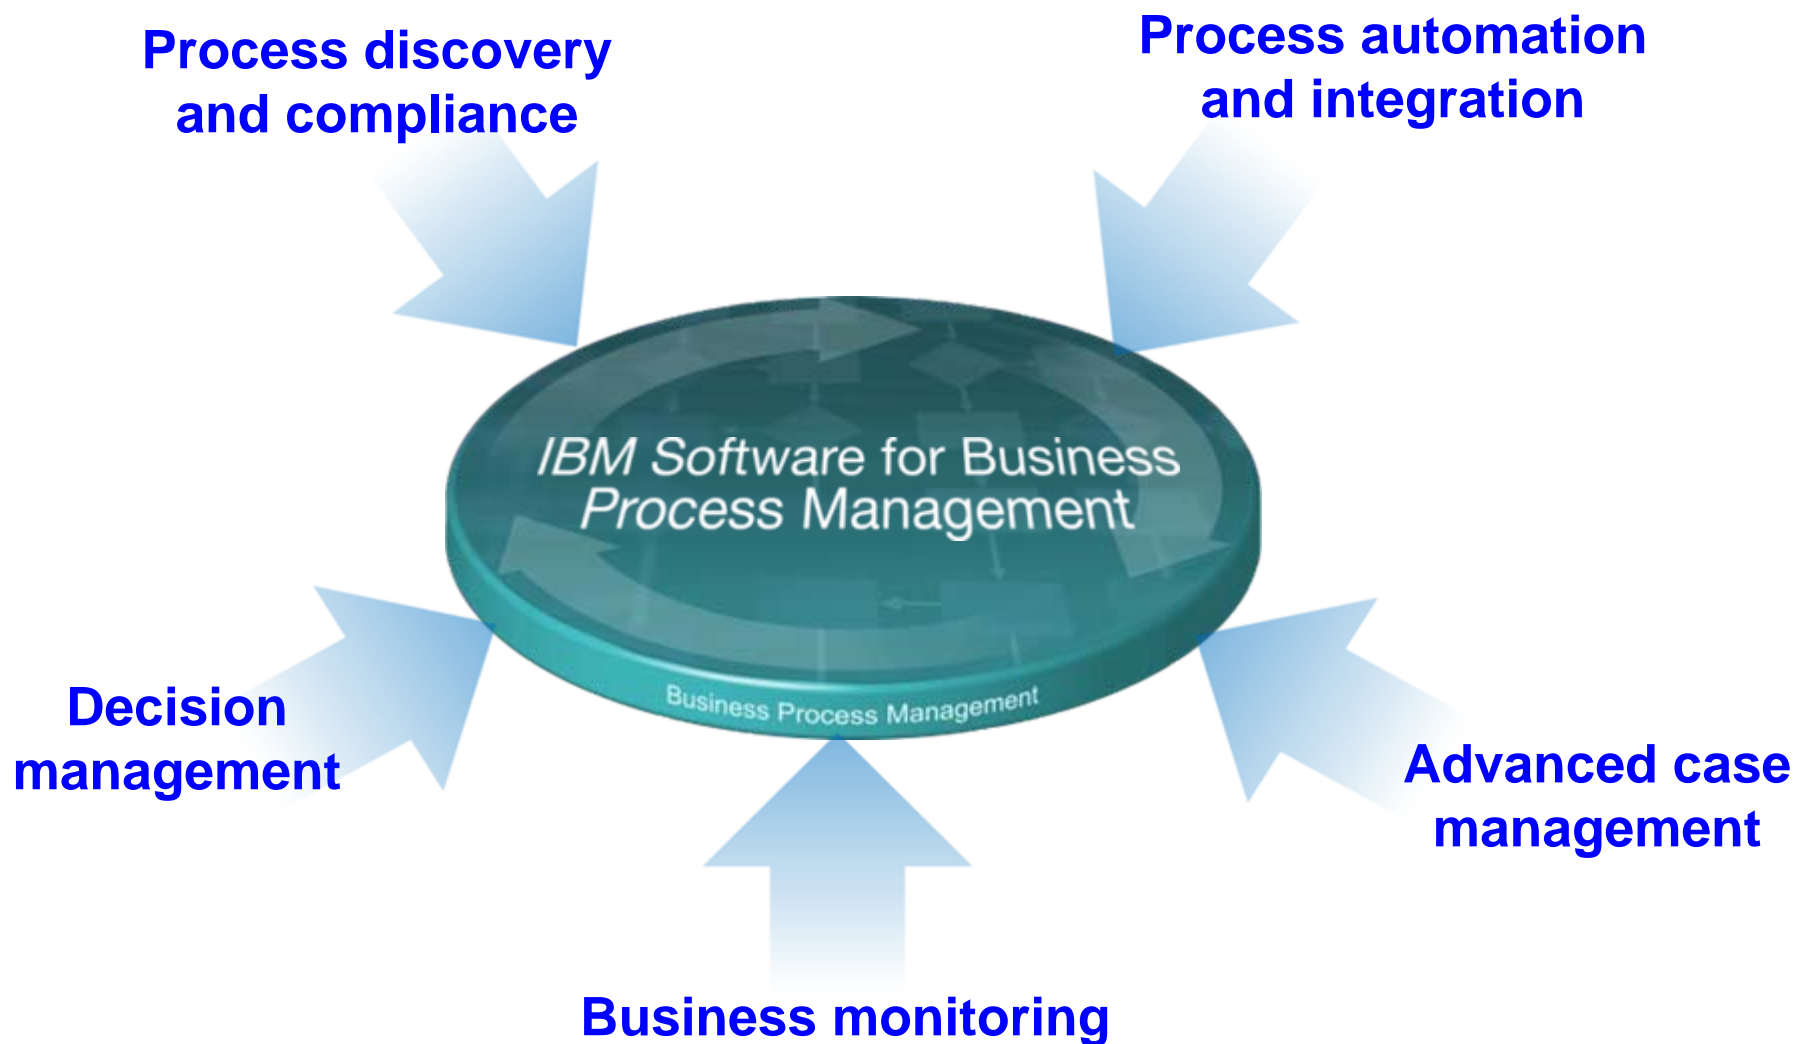 Process discovery
and compliance
Process automation
and integration
IBM Software for Business
Process Management
Business Process Management
Decision
management
Advanced case
management
Business monitoring